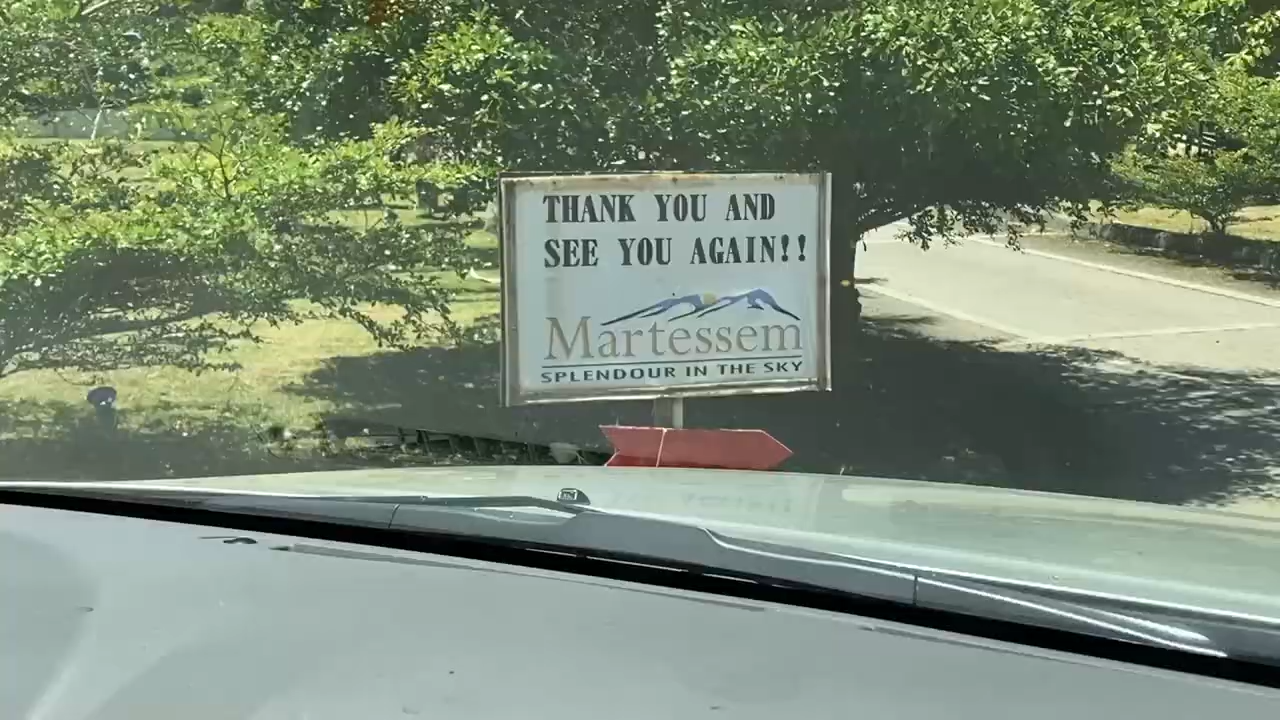 THANK YOU AND
SEE YOU AGAIN!!
Martessem
SPLENDOUR IN THE SKY